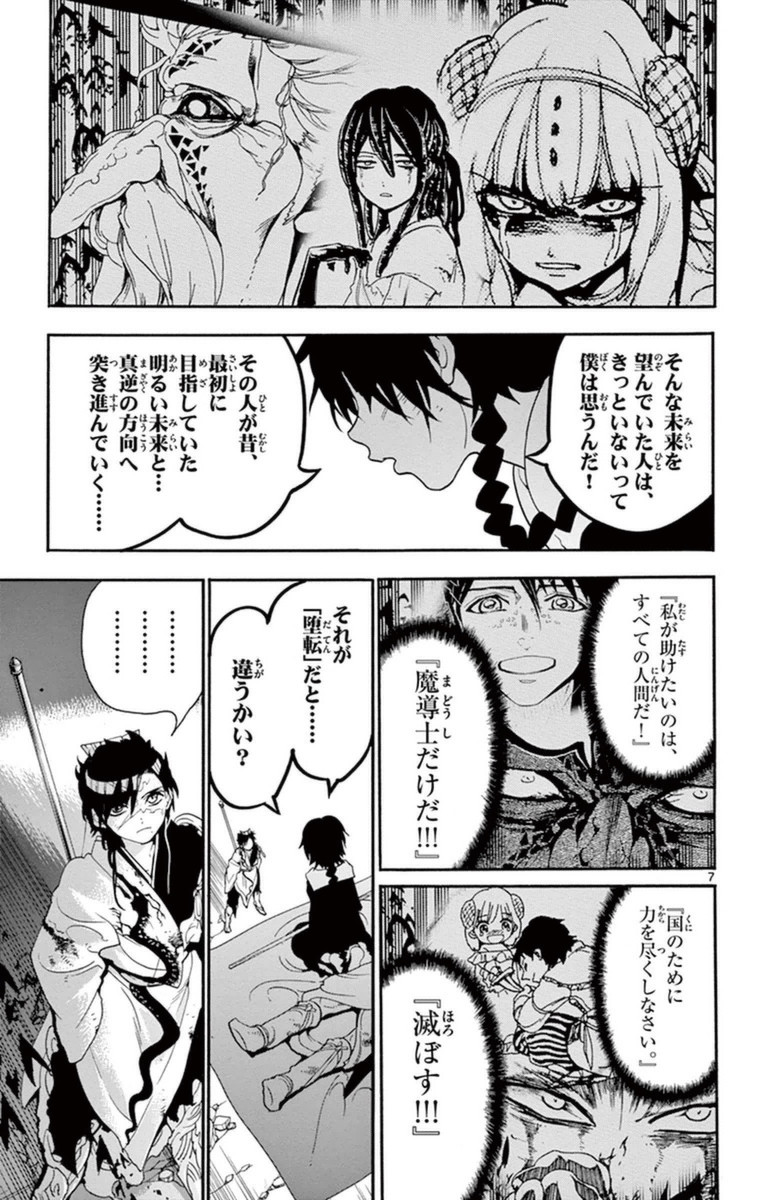 そんな未来を
望んでいた人は、
きっといないって
僕は思うんだ！
その人が昔、
最初に
目指していた
明るい未来と…
真逆の方向へ
突き進んでいく……
『私が助けたいのは、
すべての人間だ！』
『魔導士だけだ!!!』
7
『国のために
力を尽くしなさい。』
『滅ぼす!!!』
それが
「堕転」だと……
違うかい？
………
………